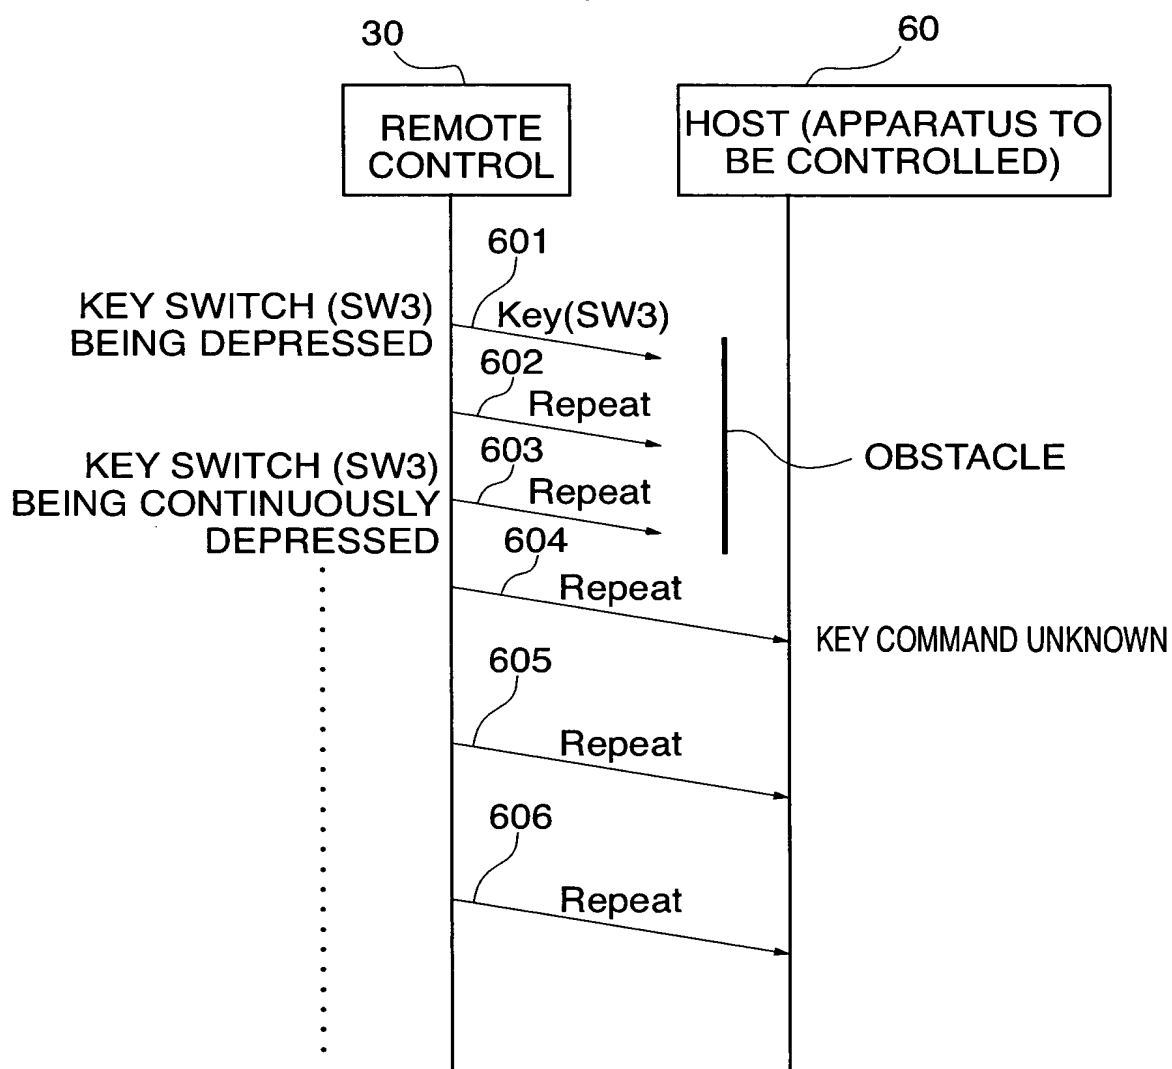 30
60
REMOTE
CONTROL
HOST (APPARATUS TO
BE CONTROLLED)
601
KEY SWITCH (SW3)
BEING DEPRESSED
Key(SW3)
602
Repeat
OBSTACLE
KEY SWITCH (SW3)
BEING CONTINUOUSLY
DEPRESSED
603
Repeat
604
Repeat
KEY COMMAND UNKNOWN
605
Repeat
606
Repeat